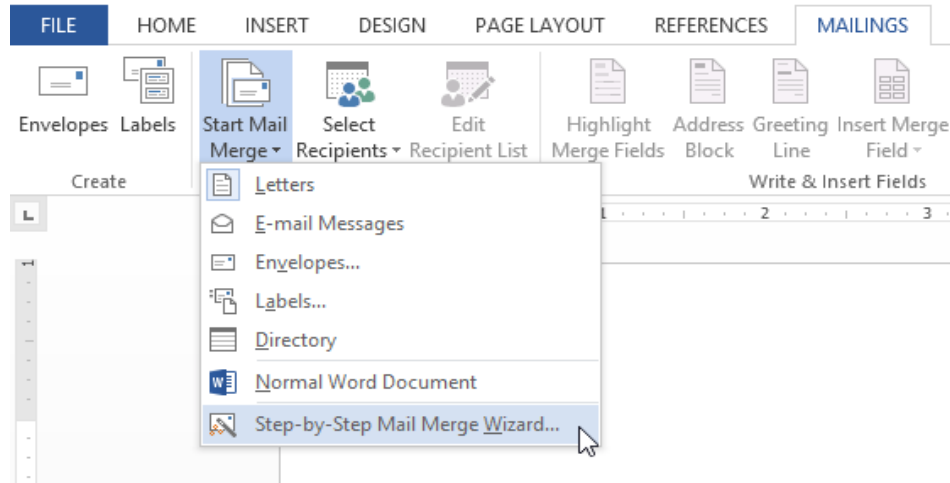 FILE HOME INSERT DESIGN PAGE LAYOUT REFERENCES MAILINGS
Envelopes Labels Start Mail Merge Select Recipients Edit Recipient List Highlight Merge Fields Address Block Greeting Line Insert Merge Field
Create Write & Insert Fields
L 1 2 3
Letters
E-mail Messages
Envelopes...
Labels...
Directory
Normal Word Document
Step-by-Step Mail Merge Wizard...
1